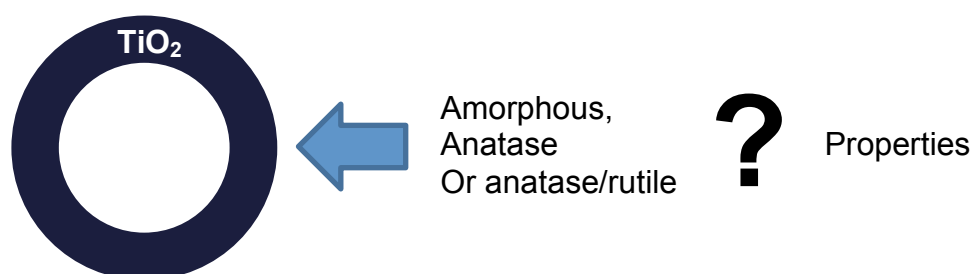 TiO₂
Amorphous,
Anatase
Or anatase/rutile
?
Properties